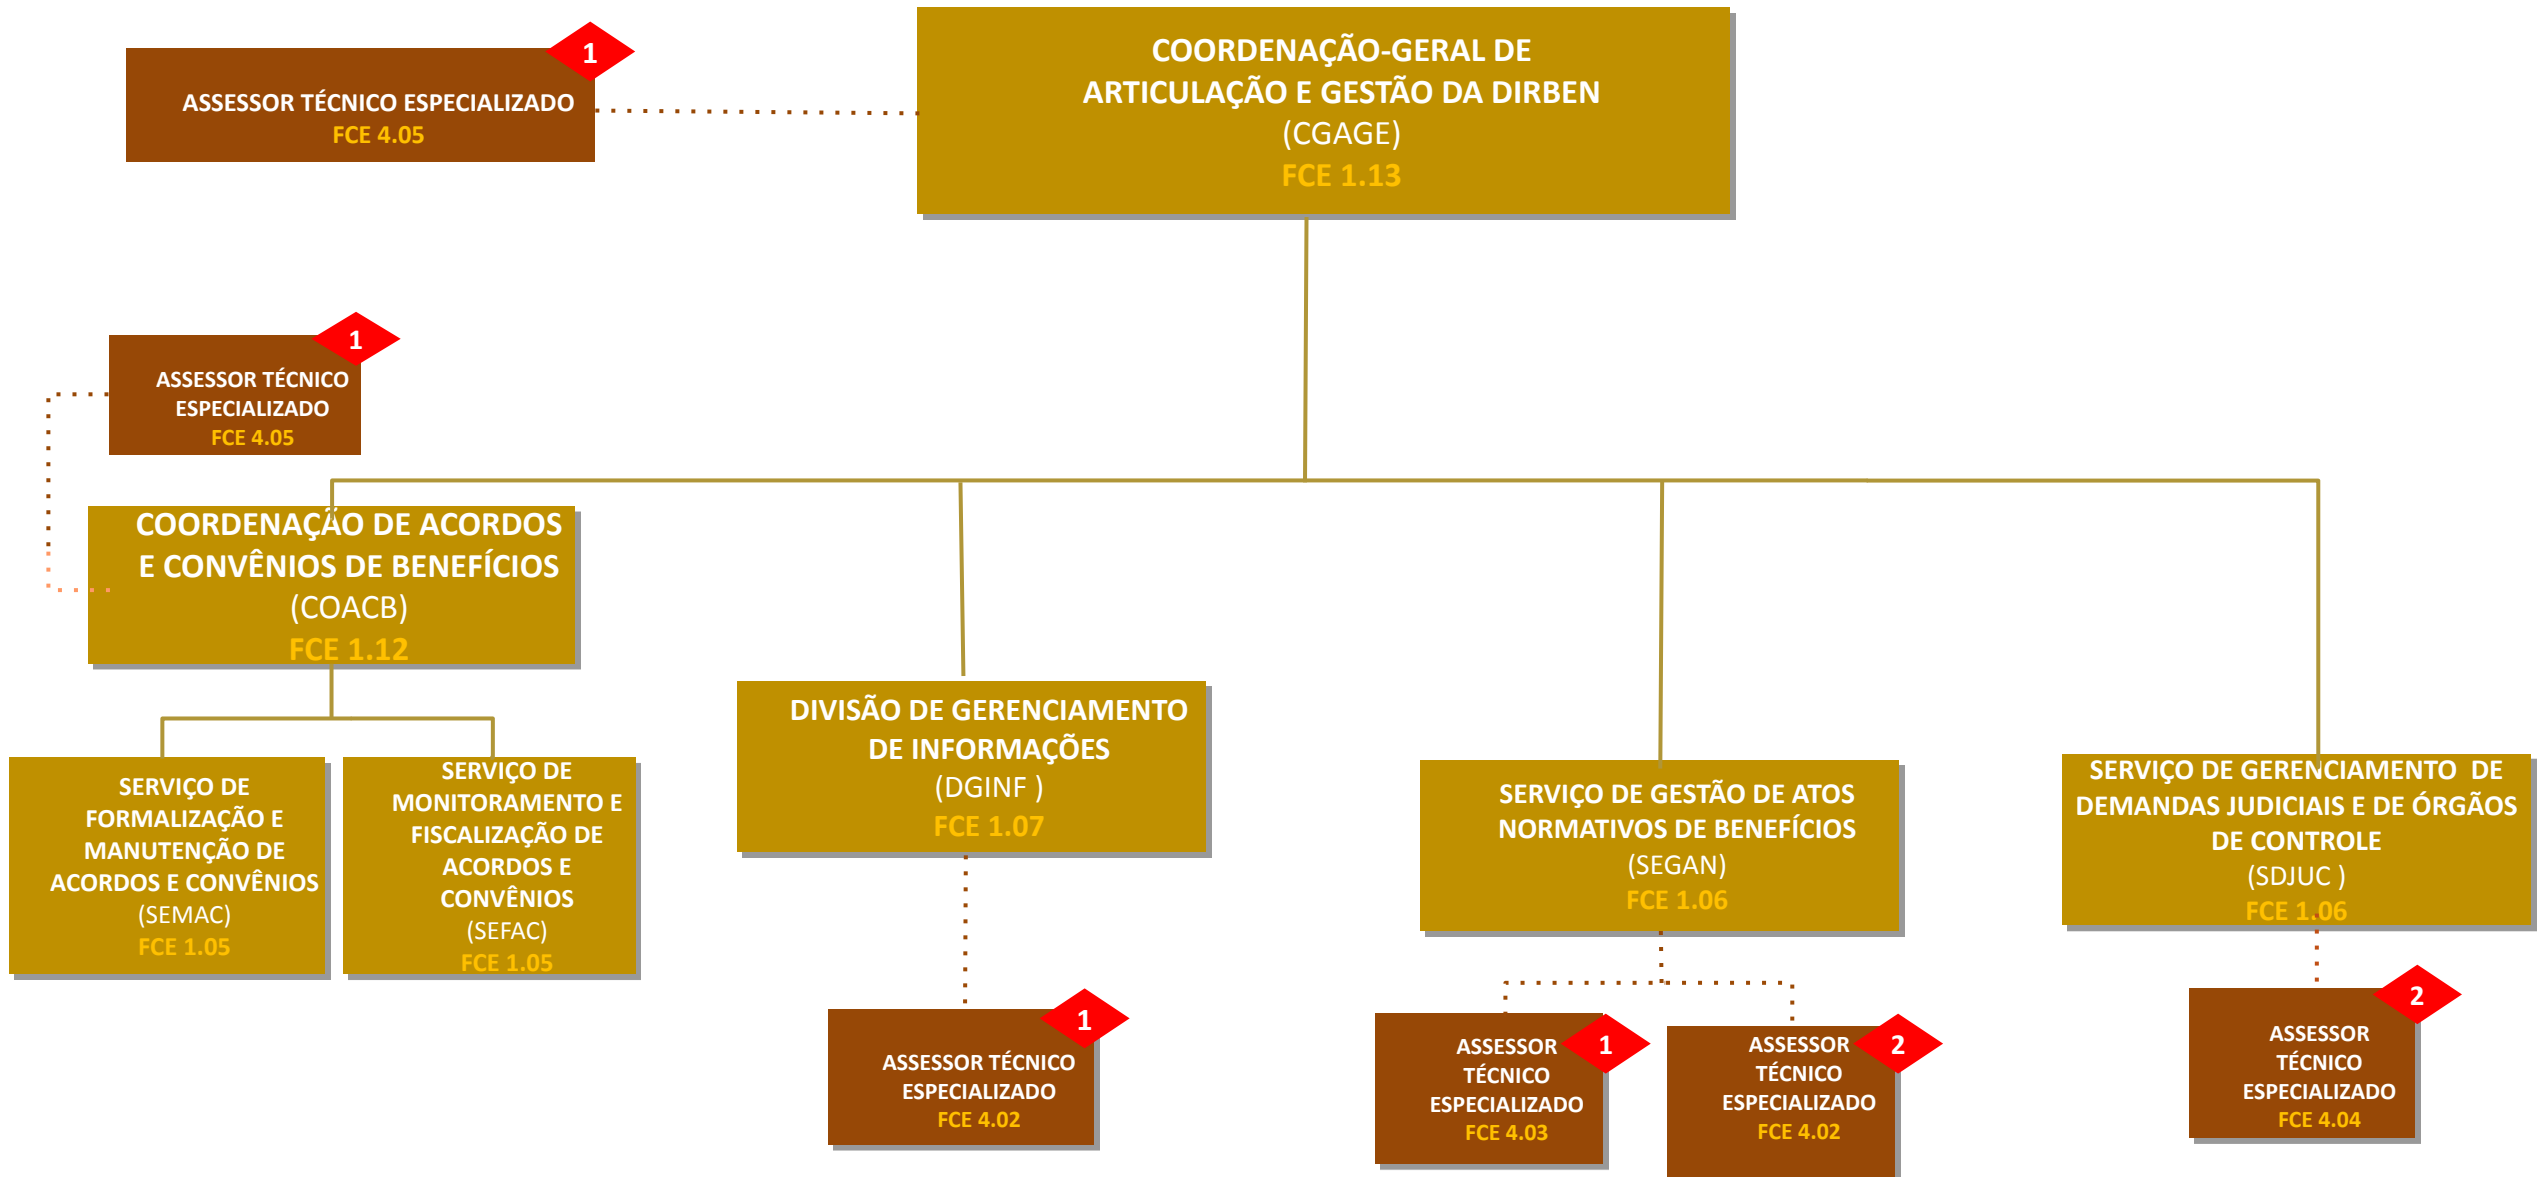 1
ASSESSOR TÉCNICO ESPECIALIZADO
FCE 4.05
COORDENAÇÃO-GERAL DE
ARTICULAÇÃO E GESTÃO DA DIRBEN
(CGAGE)
FCE 1.13
1
ASSESSOR TÉCNICO
ESPECIALIZADO
FCE 4.05
COORDENAÇÃO DE ACORDOS
E CONVÊNIOS DE BENEFÍCIOS
(COACB)
FCE 1.12
SERVIÇO DE
FORMALIZAÇÃO E
MANUTENÇÃO DE
ACORDOS E CONVÊNIOS
(SEMAC)
FCE 1.05
SERVIÇO DE
MONITORAMENTO E
FISCALIZAÇÃO DE
ACORDOS E
CONVÊNIOS
(SEFAC)
FCE 1.05
DIVISÃO DE GERENCIAMENTO
DE INFORMAÇÕES
(DGINF )
FCE 1.07
1
ASSESSOR TÉCNICO
ESPECIALIZADO
FCE 4.02
SERVIÇO DE GESTÃO DE ATOS
NORMATIVOS DE BENEFÍCIOS
(SEGAN)
FCE 1.06
1
ASSESSOR
TÉCNICO
ESPECIALIZADO
FCE 4.03
2
ASSESSOR
TÉCNICO
ESPECIALIZADO
FCE 4.02
SERVIÇO DE GERENCIAMENTO  DE
DEMANDAS JUDICIAIS E DE ÓRGÃOS
DE CONTROLE
(SDJUC )
FCE 1.06
2
ASSESSOR
TÉCNICO
ESPECIALIZADO
FCE 4.04